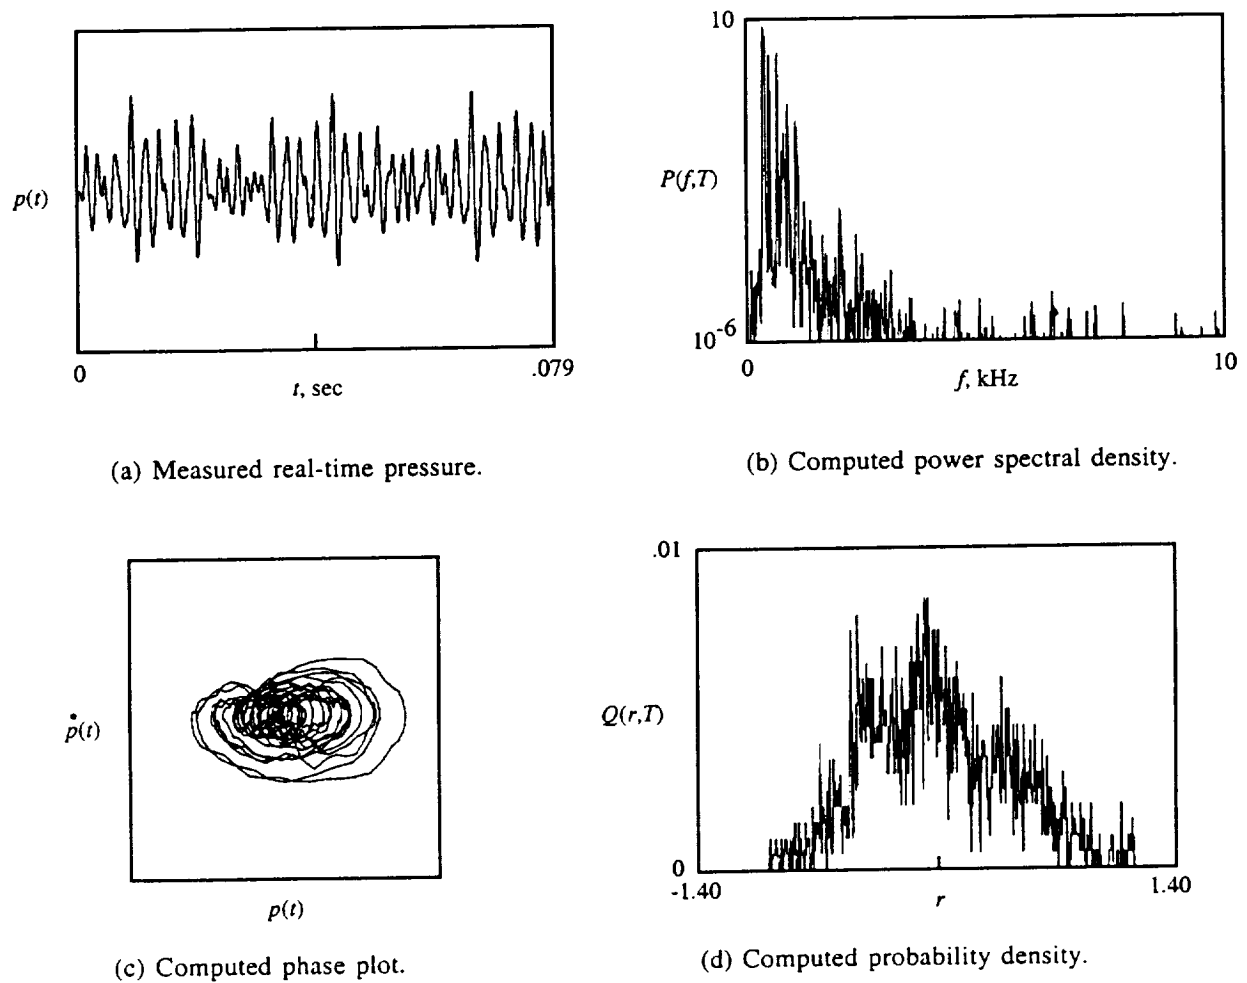 p(t)
0
.079
t, sec
(a) Measured real-time pressure.
10
P(f,T)
10-6
0
10
f, kHz
(b) Computed power spectral density.
ṗ(t)
p(t)
(c) Computed phase plot.
.01
Q(r,T)
0
-1.40
1.40
r
(d) Computed probability density.